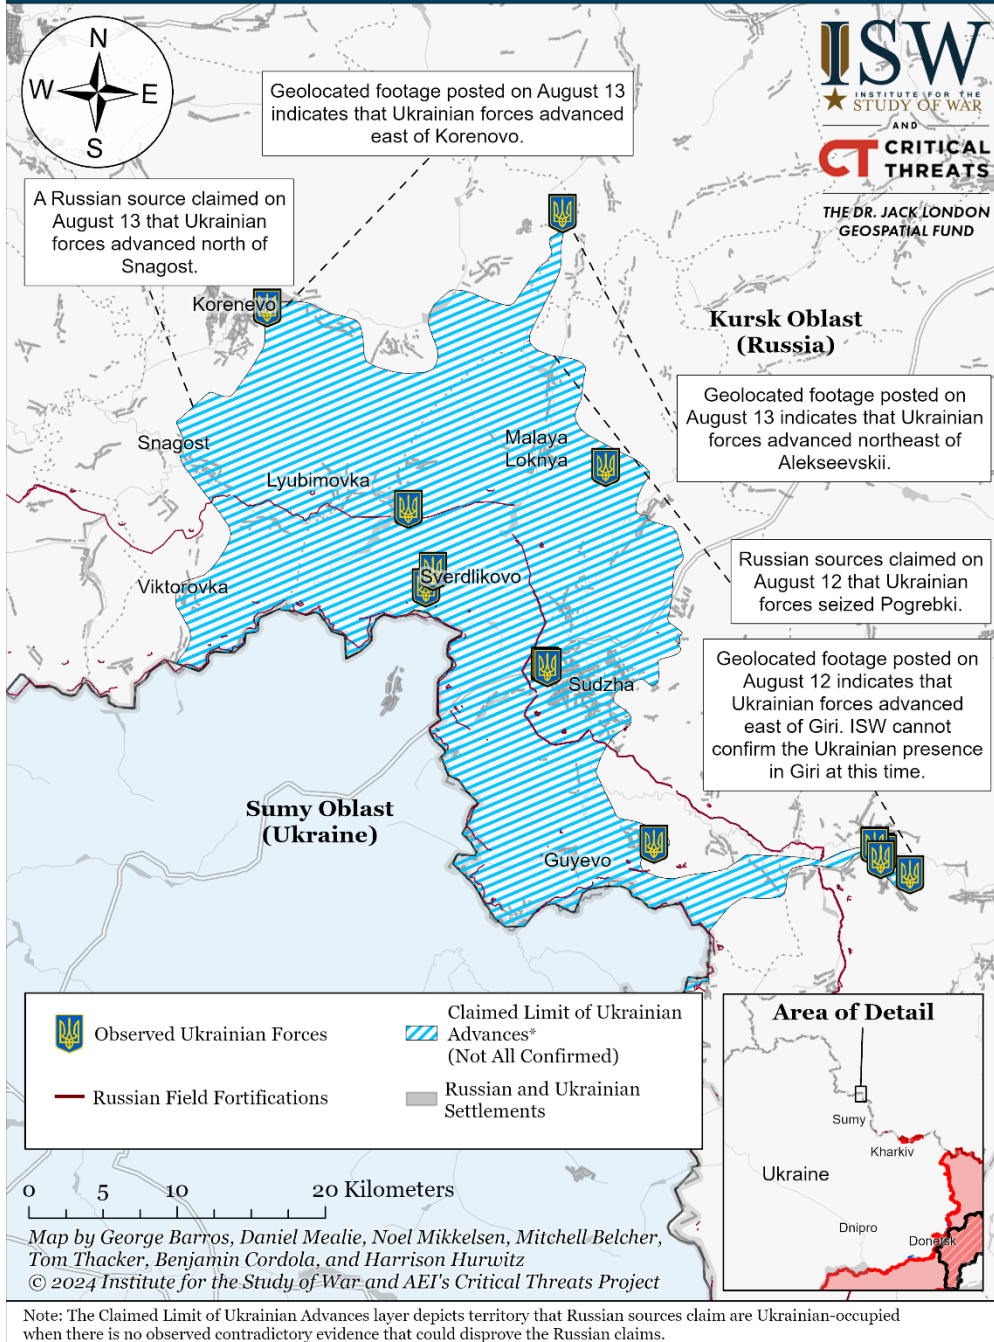 N
W
E
S
ISW
INSTITUTE FOR THE
STUDY OF WAR
AND
CT CRITICAL
THREATS
THE DR. JACK LONDON
GEOSPATIAL FUND
Geolocated footage posted on August 13
indicates that Ukrainian forces advanced
east of Korenovo.
A Russian source claimed on
August 13 that Ukrainian
forces advanced north of
Snagost.
Korenevo
Kursk Oblast
(Russia)
Geolocated footage posted on
August 13 indicates that Ukrainian
forces advanced northeast of
Alekseevskii.
Snagost
Malaya
Loknya
Lyubimovka
Russian sources claimed on
August 12 that Ukrainian
forces seized Pogrebki.
Viktorovka
Sverdlikovo
Geolocated footage posted on
August 12 indicates that
Ukrainian forces advanced
east of Giri. ISW cannot
confirm the Ukrainian presence
in Giri at this time.
Sudzha
Sumy Oblast
(Ukraine)
Guyevo
Observed Ukrainian Forces
Claimed Limit of Ukrainian
Advances*
(Not All Confirmed)
Russian Field Fortifications
Russian and Ukrainian
Settlements
Area of Detail
Sumy
Kharkiv
Ukraine
Dnipro
Donetsk
0 5 10 20 Kilometers
Map by George Barros, Daniel Mealie, Noel Mikkelsen, Mitchell Belcher,
Tom Thacker, Benjamin Cordola, and Harrison Hurwitz
© 2024 Institute for the Study of War and AEI's Critical Threats Project
Note: The Claimed Limit of Ukrainian Advances layer depicts territory that Russian sources claim are Ukrainian-occupied
when there is no observed contradictory evidence that could disprove the Russian claims.